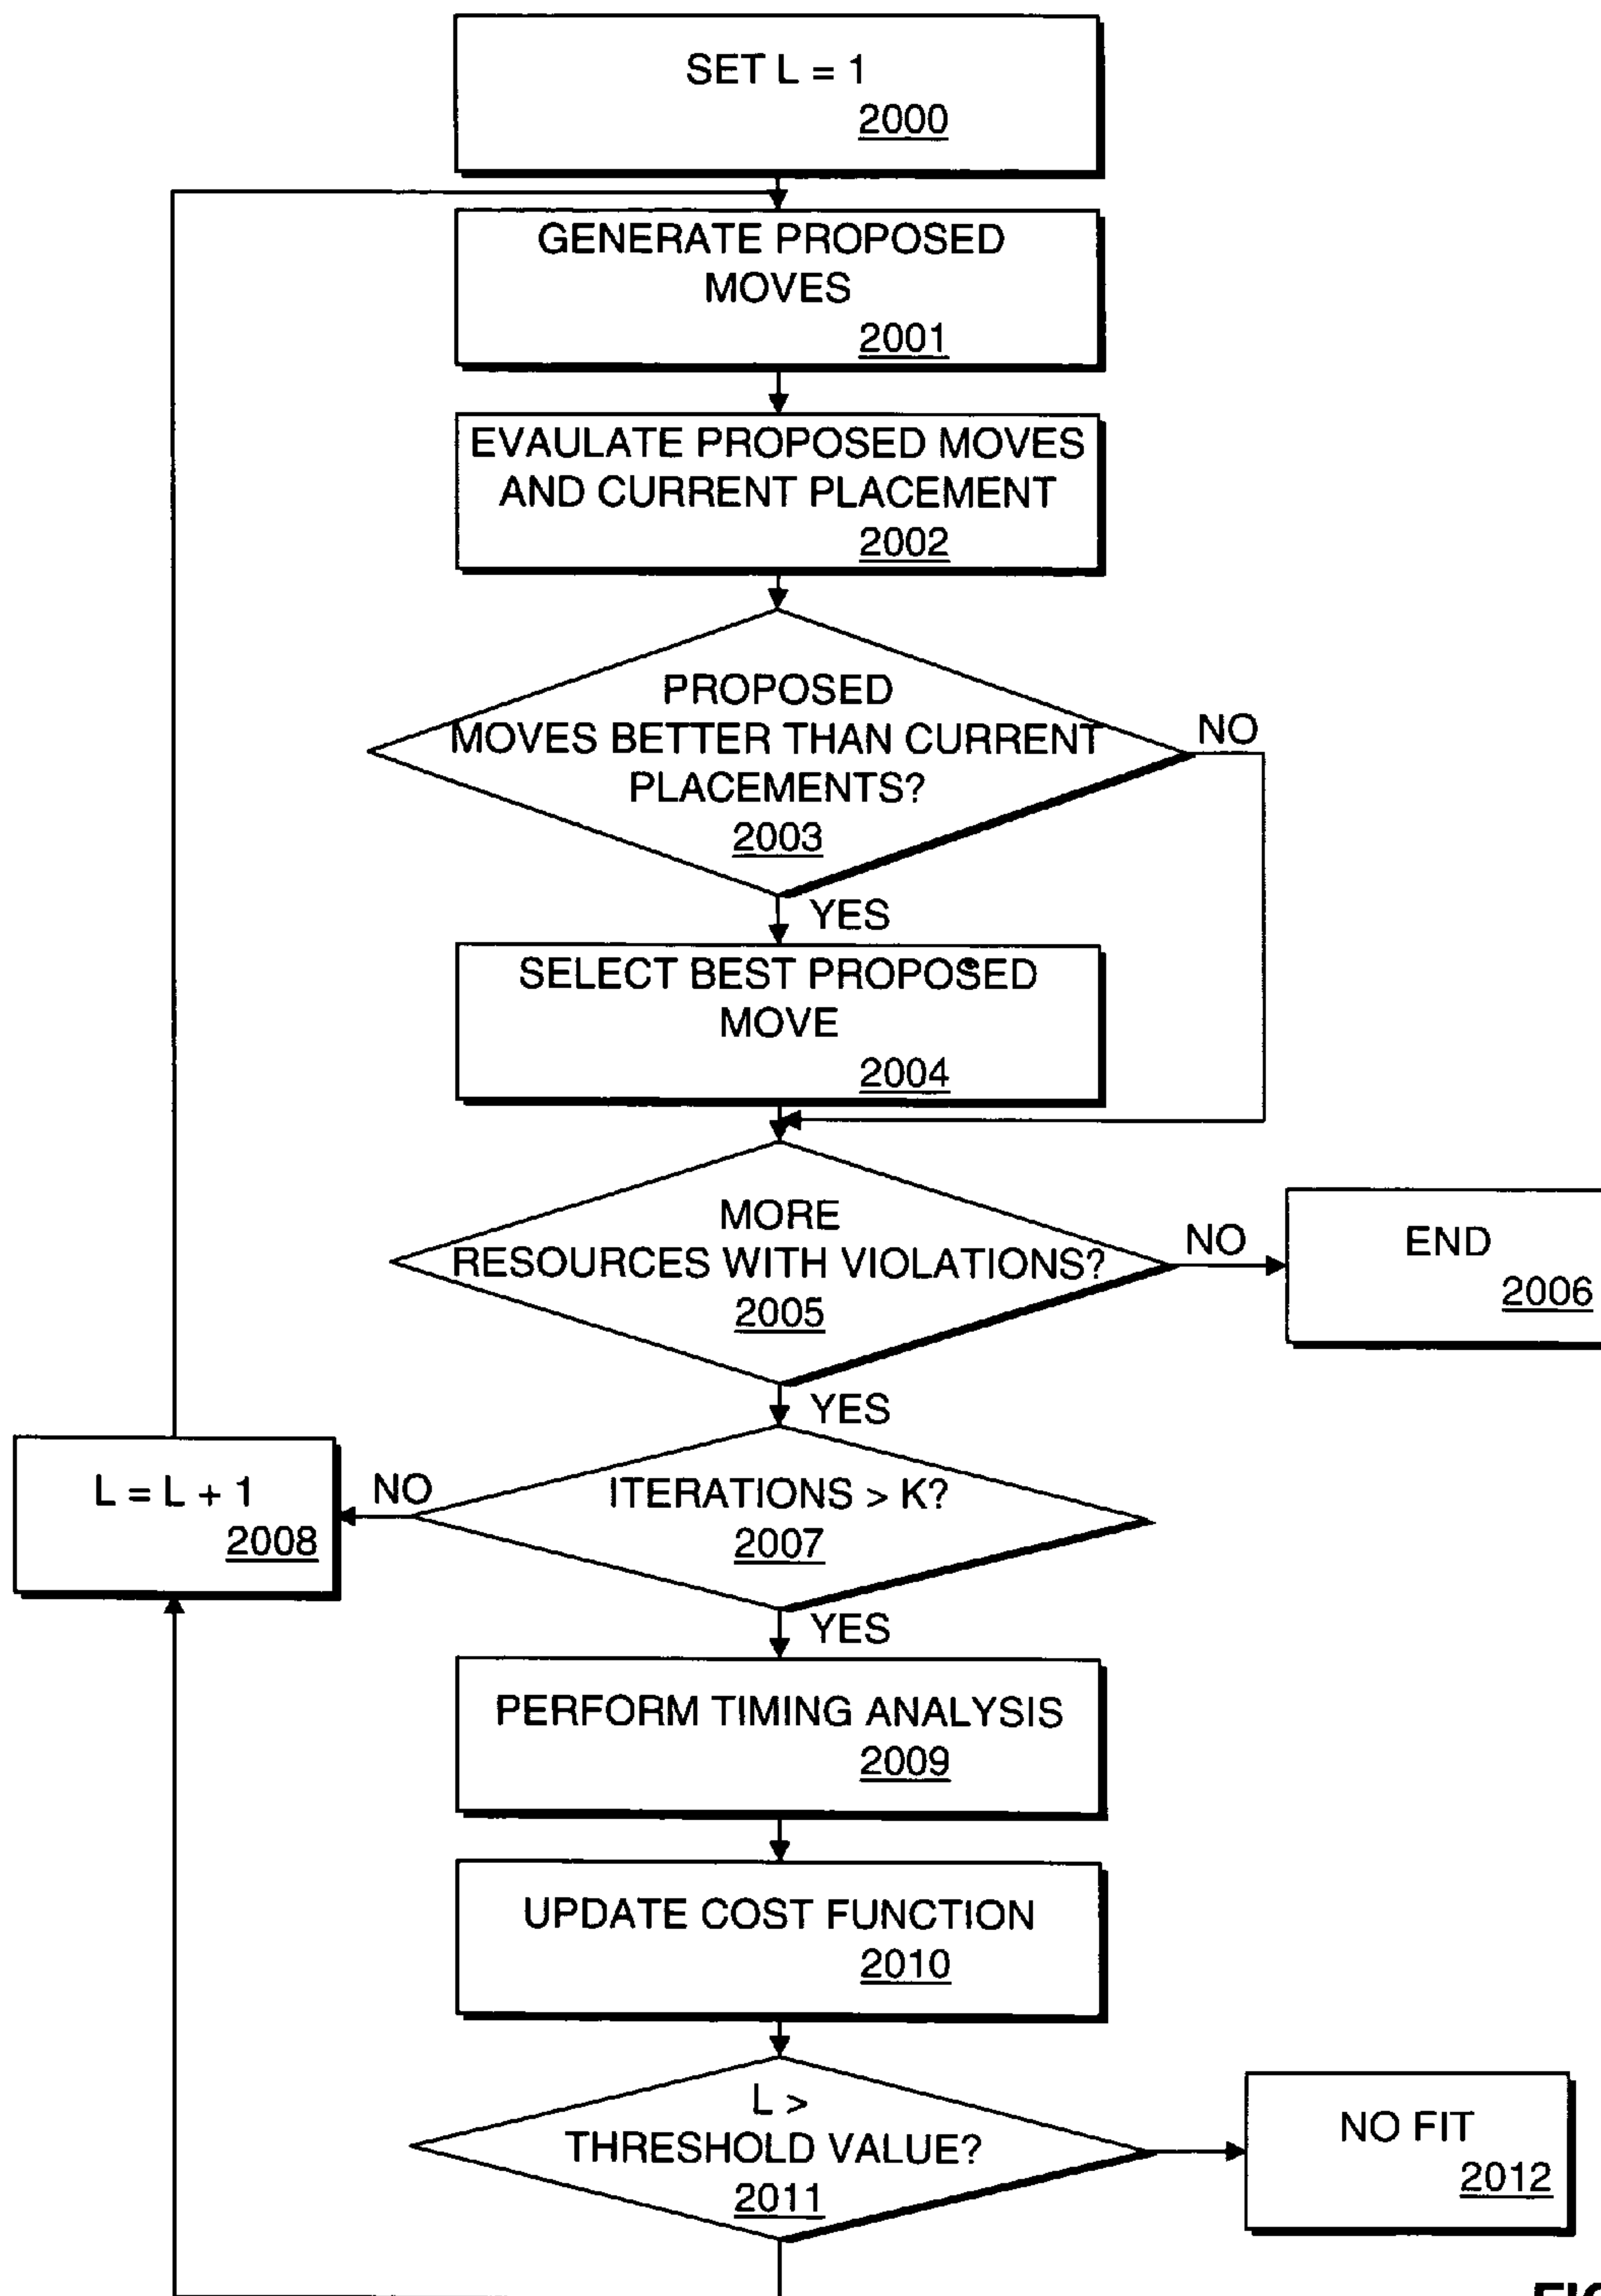 SET L = 1
2000
GENERATE PROPOSED
MOVES
2001
EVAULATE PROPOSED MOVES
AND CURRENT PLACEMENT
2002
PROPOSED
MOVES BETTER THAN CURRENT
PLACEMENTS?
2003
NO
YES
SELECT BEST PROPOSED
MOVE
2004
MORE
RESOURCES WITH VIOLATIONS?
2005
NO
END
2006
YES
L = L + 1
2008
NO
ITERATIONS > K?
2007
YES
PERFORM TIMING ANALYSIS
2009
UPDATE COST FUNCTION
2010
L >
THRESHOLD VALUE?
2011
NO FIT
2012